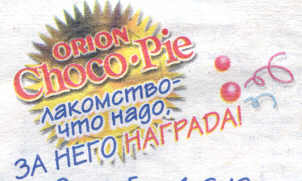 ORION
Choco•Pie
Лакомство-
что надо.
ЗА НЕГО НАГРАДА!